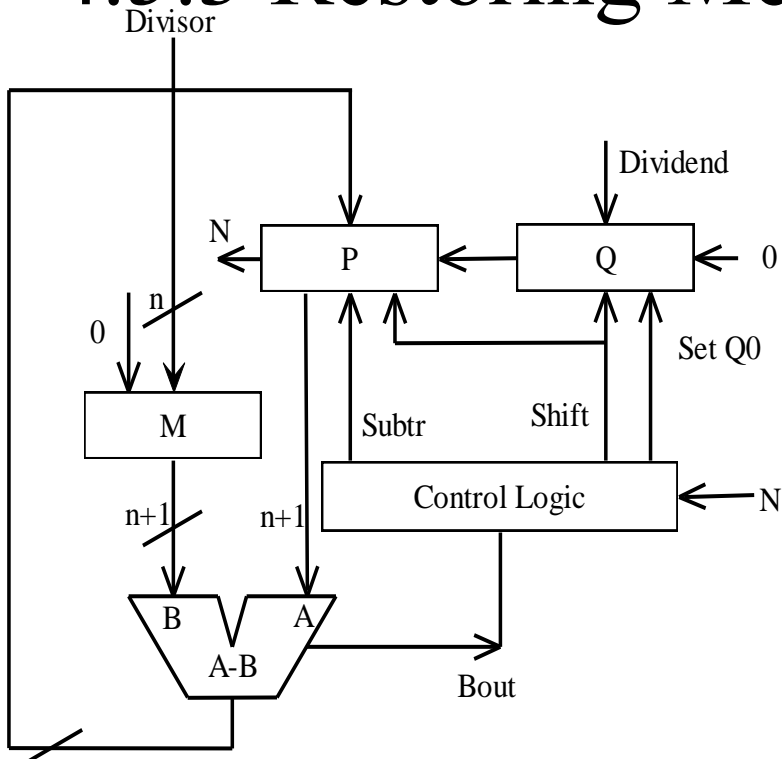 Divisor
Dividend
N
P
Q
0
n
0
Set Q0
M
Subtr
Shift
Control Logic
N
n+1
n+1
B
A
A-B
Bout